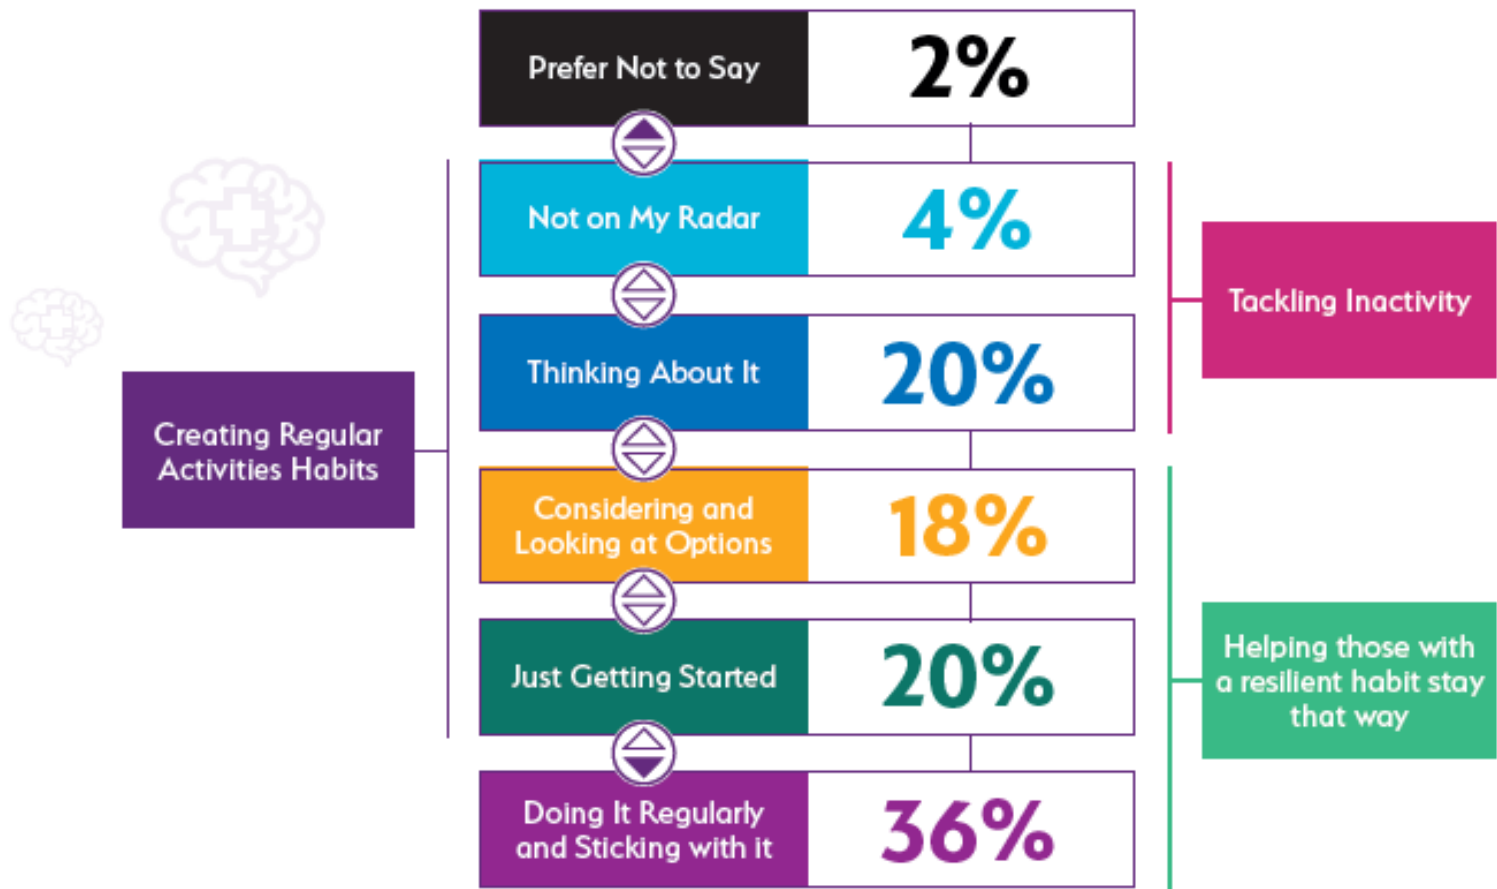 Prefer Not to Say
2%
Not on My Radar
4%
Thinking About It
20%
Considering and
Looking at Options
18%
Just Getting Started
20%
Doing It Regularly
and Sticking with it
36%
Creating Regular
Activities Habits
Tackling Inactivity
Helping those with
a resilient habit stay
that way